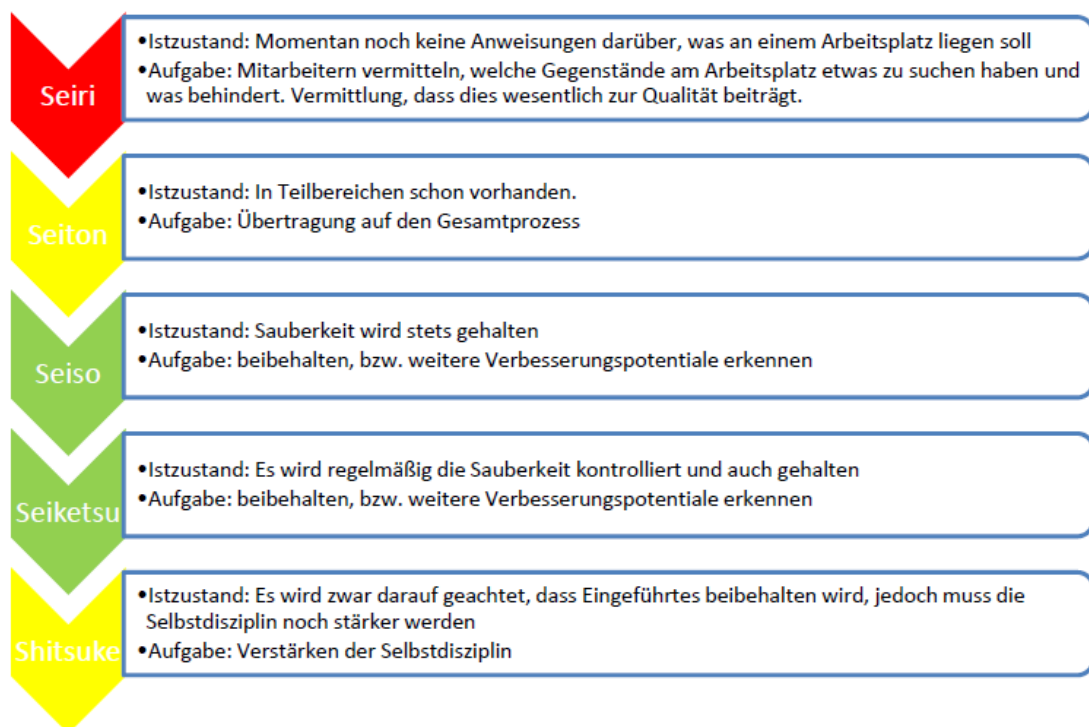 Seiri
•Istzustand: Momentan noch keine Anweisungen darüber, was an einem Arbeitsplatz liegen soll
•Aufgabe: Mitarbeitern vermitteln, welche Gegenstände am Arbeitsplatz etwas zu suchen haben und
was behindert. Vermittlung, dass dies wesentlich zur Qualität beiträgt.
Seiton
•Istzustand: In Teilbereichen schon vorhanden.
•Aufgabe: Übertragung auf den Gesamtprozess
Seiso
•Istzustand: Sauberkeit wird stets gehalten
•Aufgabe: beibehalten, bzw. weitere Verbesserungspotentiale erkennen
Seiketsu
•Istzustand: Es wird regelmäßig die Sauberkeit kontrolliert und auch gehalten
•Aufgabe: beibehalten, bzw. weitere Verbesserungspotentiale erkennen
Shitsuke
•Istzustand: Es wird zwar darauf geachtet, dass Eingeführtes beibehalten wird, jedoch muss die
Selbstdisziplin noch stärker werden
•Aufgabe: Verstärken der Selbstdisziplin